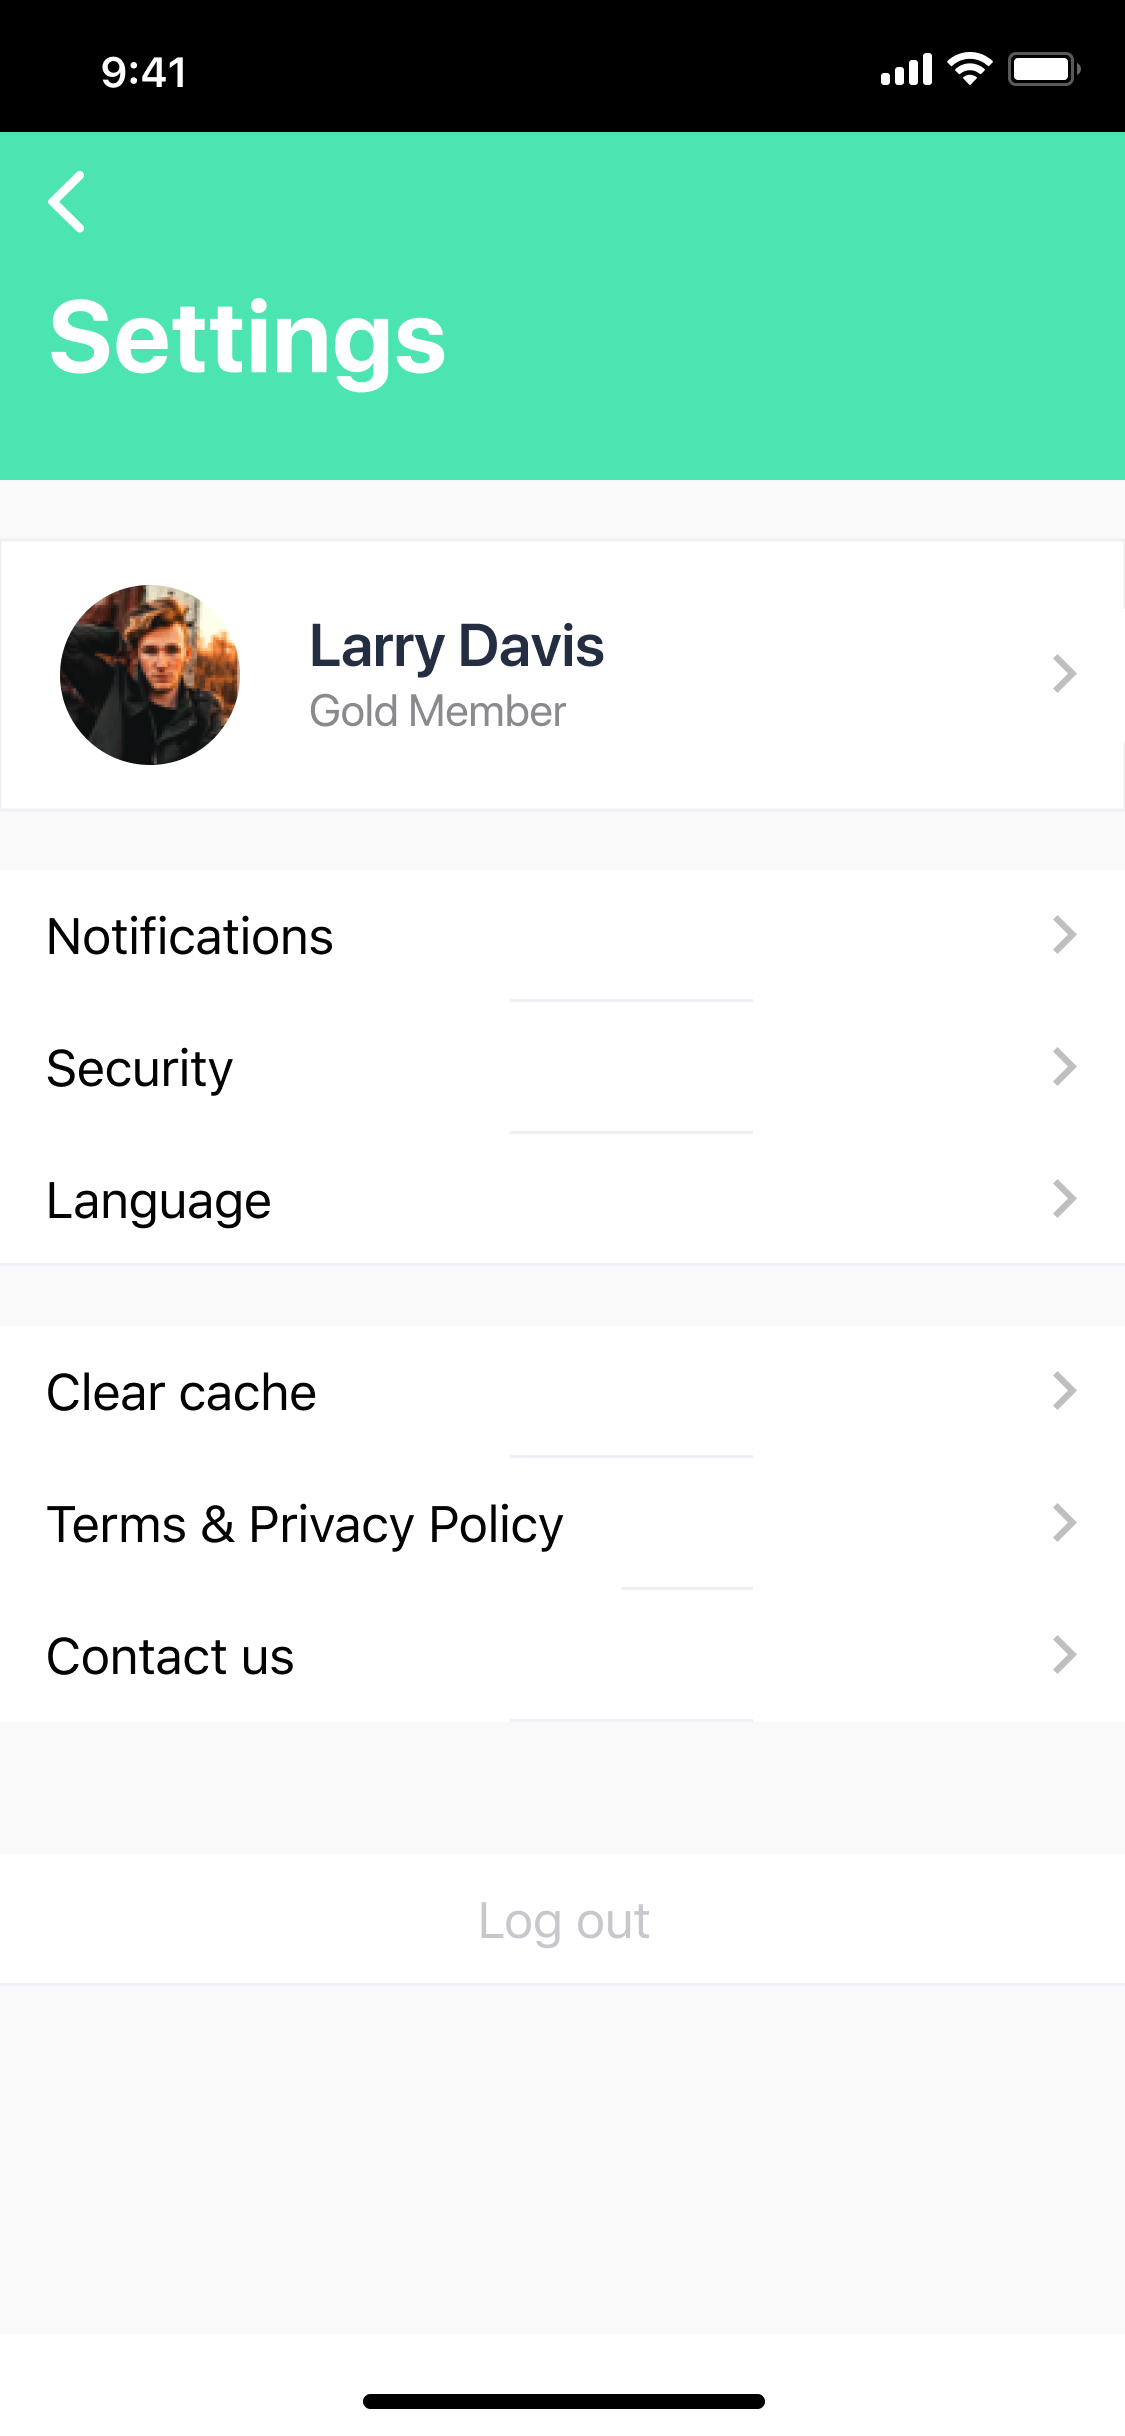 9:41
Settings
Larry Davis
Gold Member
Notifications
Security
Language
Clear cache
Terms & Privacy Policy
Contact us
Log out